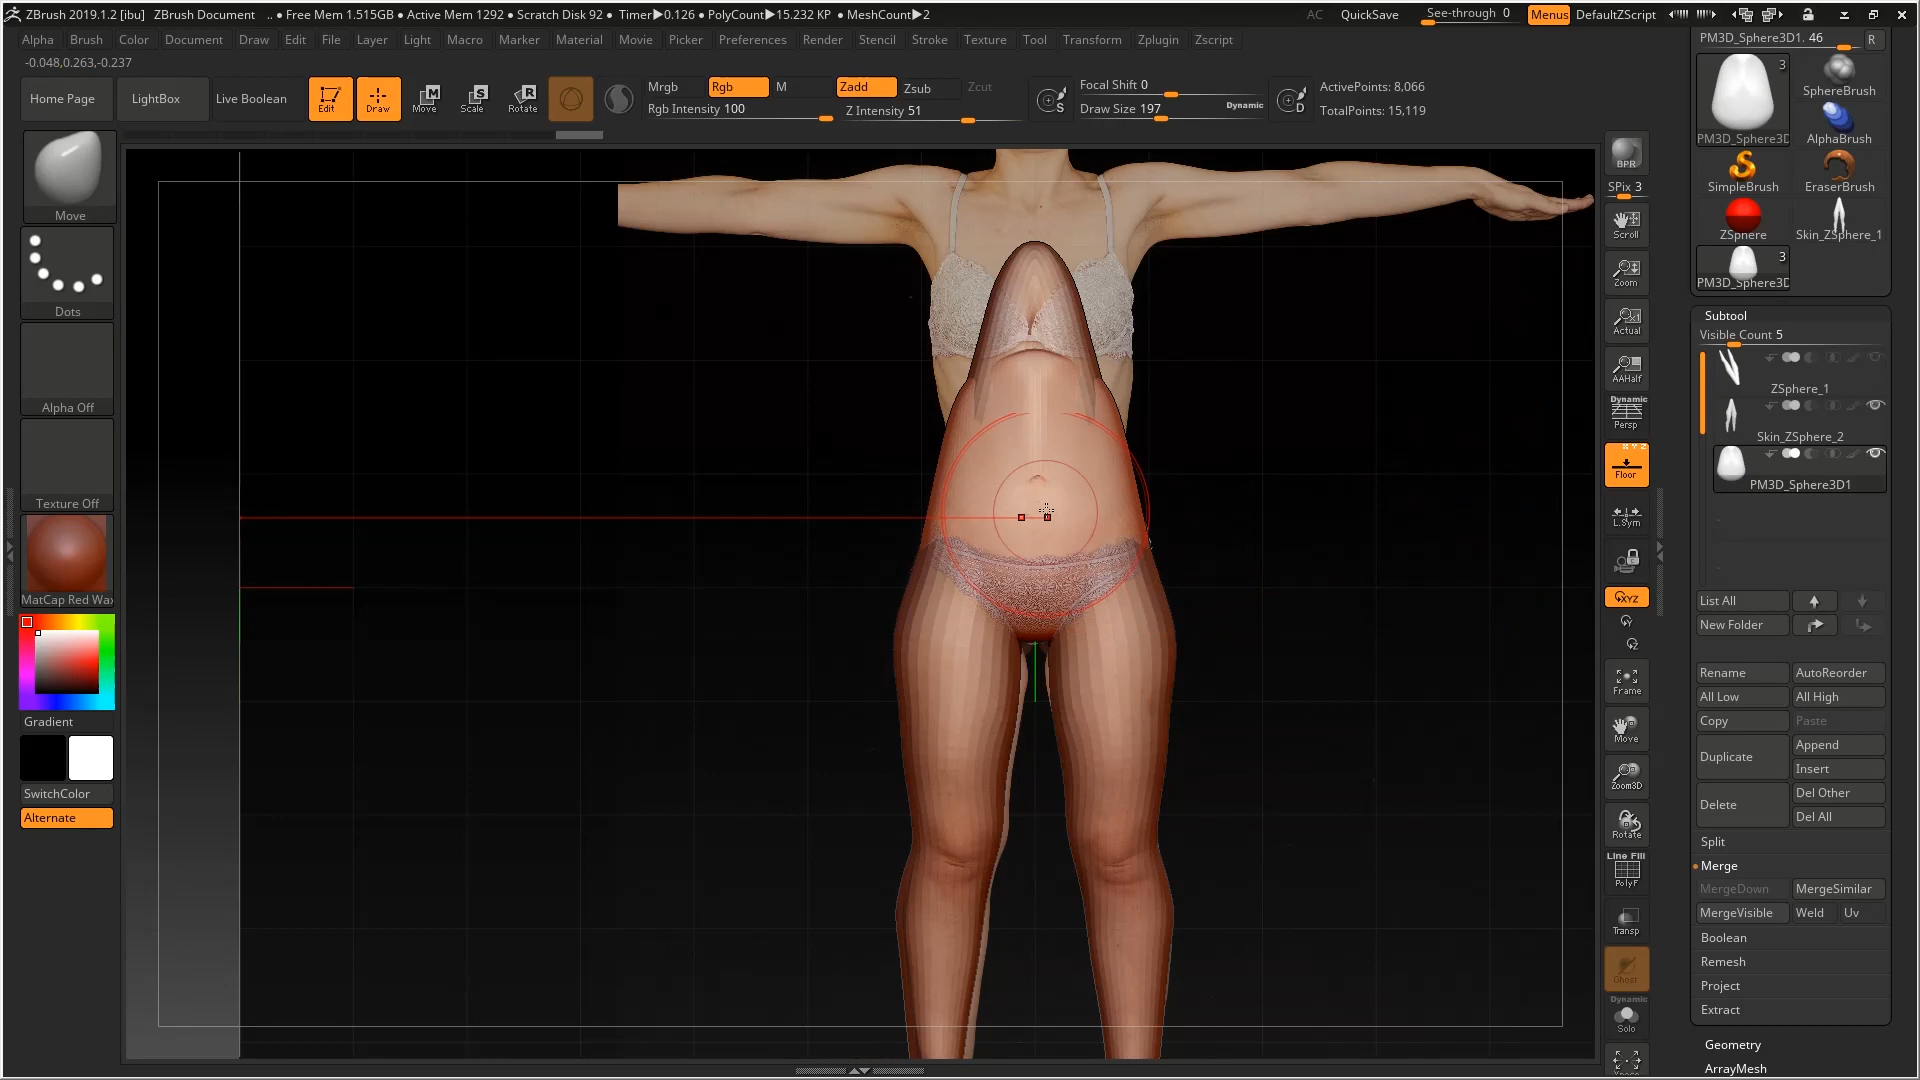 ZBrush 2019.1.2 [ibu] ZBrush Document .. • Free Mem 1.515GB • Active Mem 1292 • Scratch Disk 92 • Timer▶0.126 • PolyCount▶15.232 KP • MeshCount▶2 AC QuickSave See-through 0 Menus DefaultZScript
Alpha Brush Color Document Draw Edit File Layer Light Macro Marker Material Movie Picker Preferences Render Stencil Stroke Texture Tool Transform Zplugin Zscript
-0.048,0.263,-0.237
Home Page LightBox Live Boolean Edit Draw Move Scale Rotate
Mrgb Rgb M Zadd Zsub Zcut
Rgb Intensity 100 Z Intensity 51
Focal Shift 0
Draw Size 197 Dynamic
ActivePoints: 8,066
TotalPoints: 15,119
Move
Dots
Alpha Off
Texture Off
MatCap Red Wax
Gradient
SwitchColor
Alternate
BPR
SPix 3
Scroll
Zoom
Actual
AAHalf
Dynamic
Persp
Floor
L.Sym
XYZ
Frame
Move
Zoom3D
Rotate
Line Fill
PolyF
Transp
Ghost
Dynamic
Solo
PM3D_Sphere3D1. 46 R
3
PM3D_Sphere3D
SphereBrush
AlphaBrush
SimpleBrush EraserBrush
ZSphere Skin_ZSphere_1
3
PM3D_Sphere3D
Subtool
Visible Count 5
ZSphere_1
Skin_ZSphere_2
PM3D_Sphere3D1
List All
New Folder
Rename AutoReorder
All Low All High
Copy Paste
Duplicate Append
Insert
Delete Del Other
Del All
Split
Merge
MergeDown MergeSimilar
MergeVisible Weld Uv
Boolean
Remesh
Project
Extract
Geometry
ArrayMesh